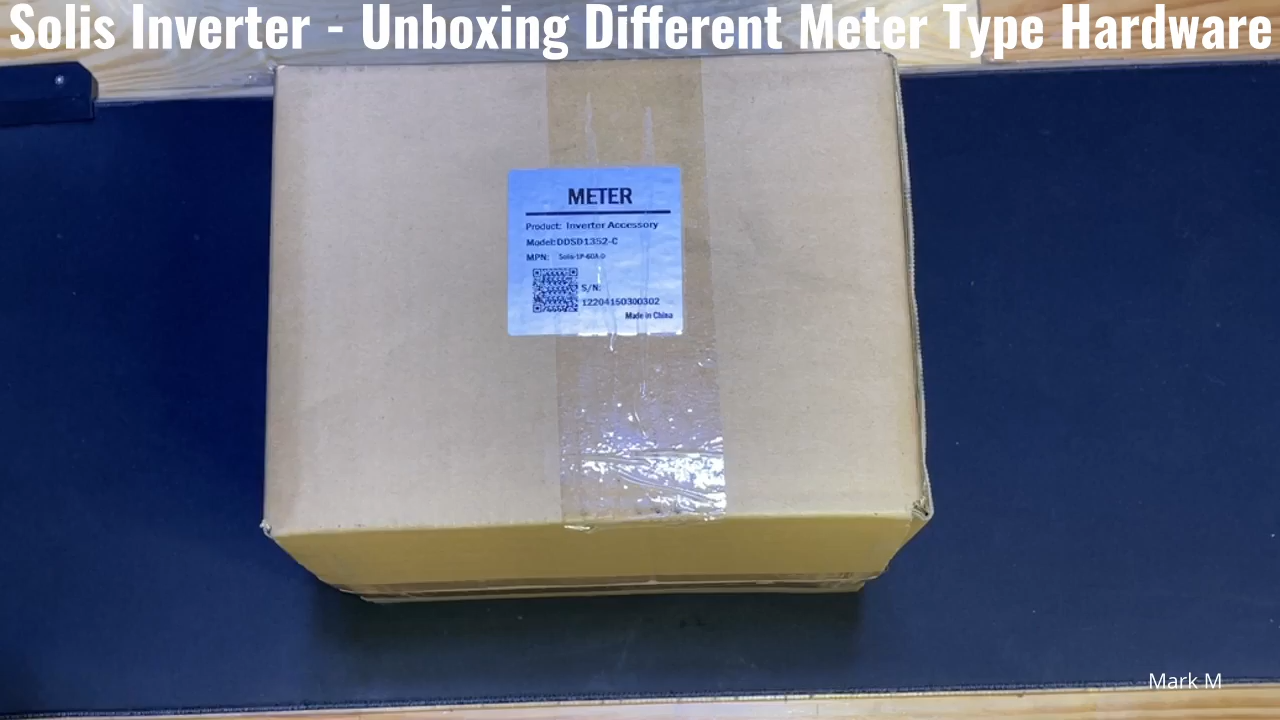 Solis Inverter - Unboxing Different Meter Type Hardware
METER
Product: Inverter Accessory
Model:DDSD1352-C
MPN: Solis-1P-60A-D
S/N:
12204150300302
Made in China
Mark M